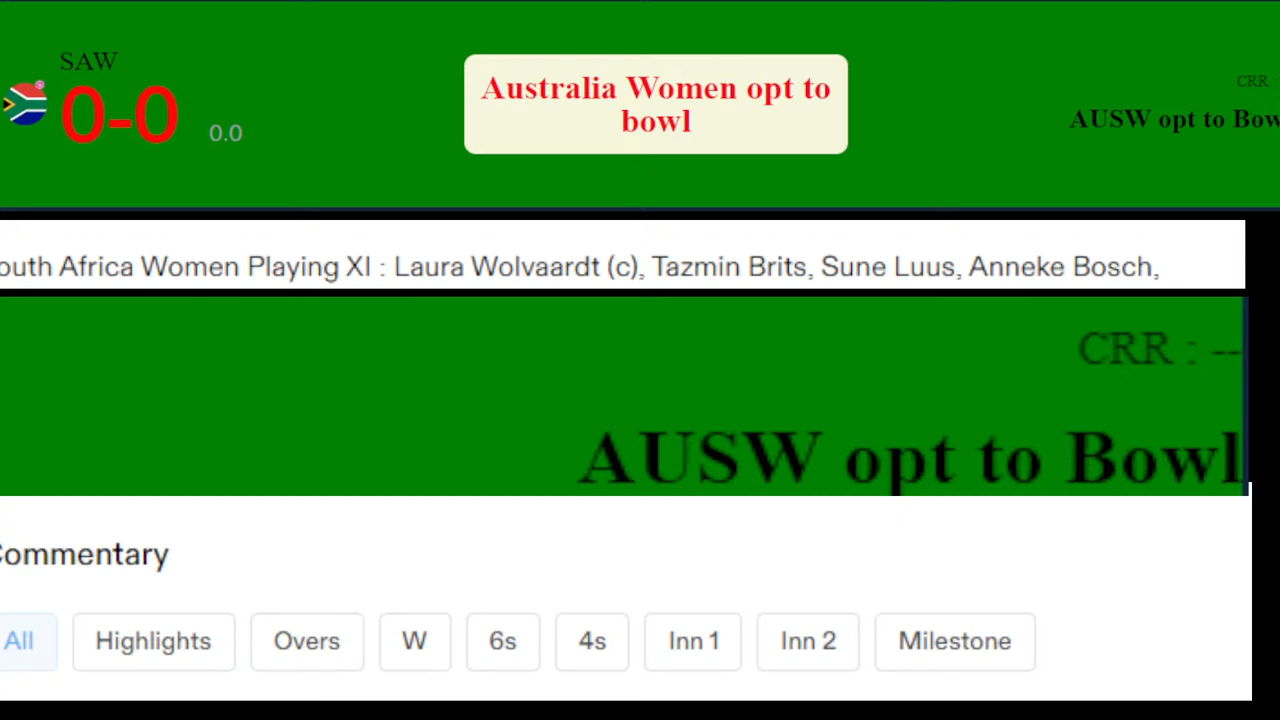 SAW
0-0 0.0
Australia Women opt to
bowl
CRR :
AUSW opt to Bow
outh Africa Women Playing XI : Laura Wolvaardt (c), Tazmin Brits, Sune Luus, Anneke Bosch,
CRR : --
AUSW opt to Bowl
Commentary
All Highlights Overs W 6s 4s Inn 1 Inn 2 Milestone